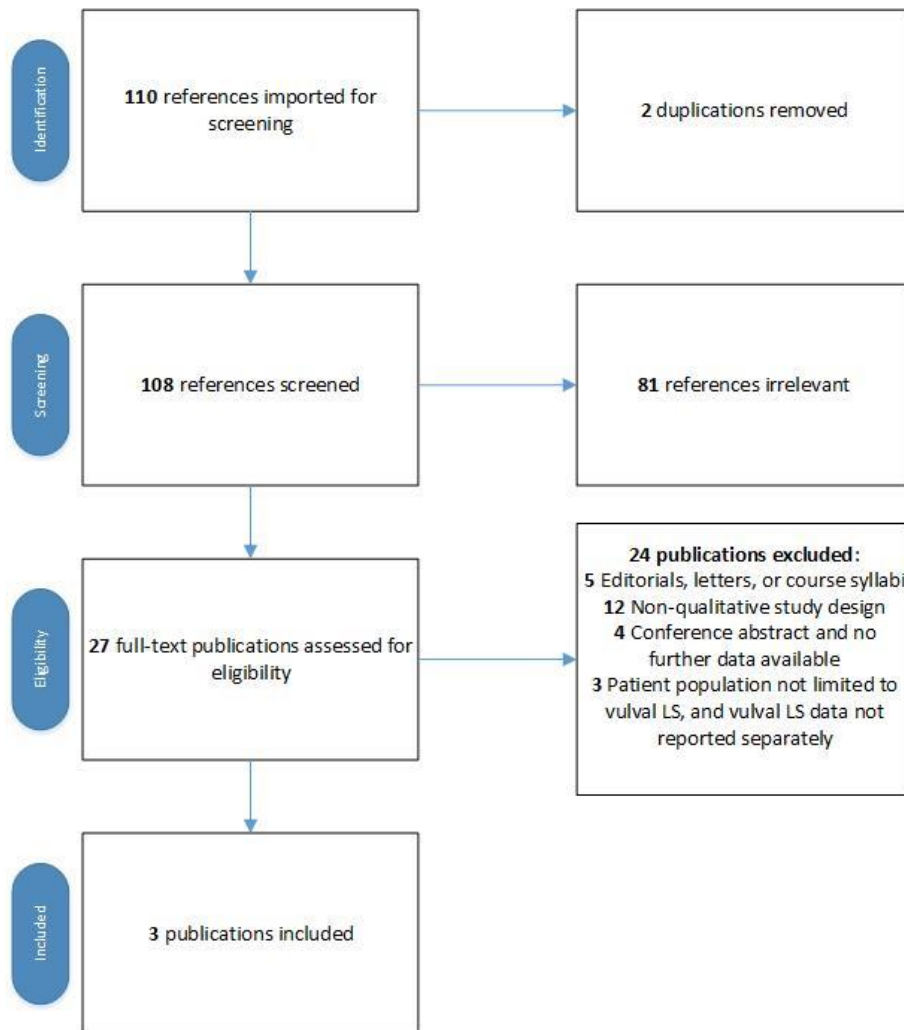 Identification
110 references imported for
screening
2 duplications removed
Screening
108 references screened
81 references irrelevant
Eligibility
27 full-text publications assessed for
eligibility
24 publications excluded:
5 Editorials, letters, or course syllabi
12 Non-qualitative study design
4 Conference abstract and no
further data available
3 Patient population not limited to
vulval LS, and vulval LS data not
reported separately
Included
3 publications included